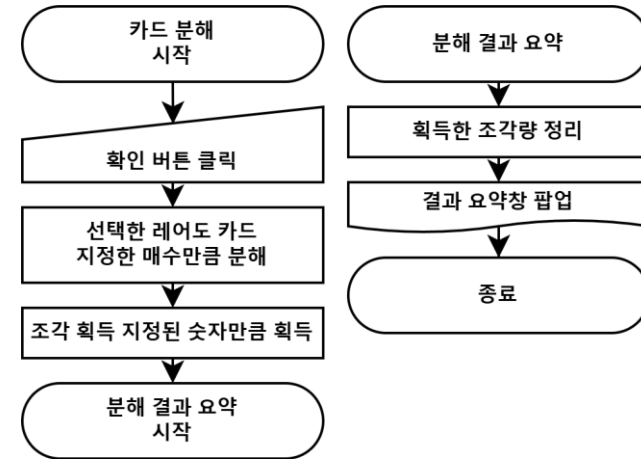 카드 분해
시작
확인 버튼 클릭
선택한 레어도 카드
지정한 매수만큼 분해
조각 획득 지정된 숫자만큼 획득
분해 결과 요약
시작
분해 결과 요약
획득한 조각량 정리
결과 요약창 팝업
종료